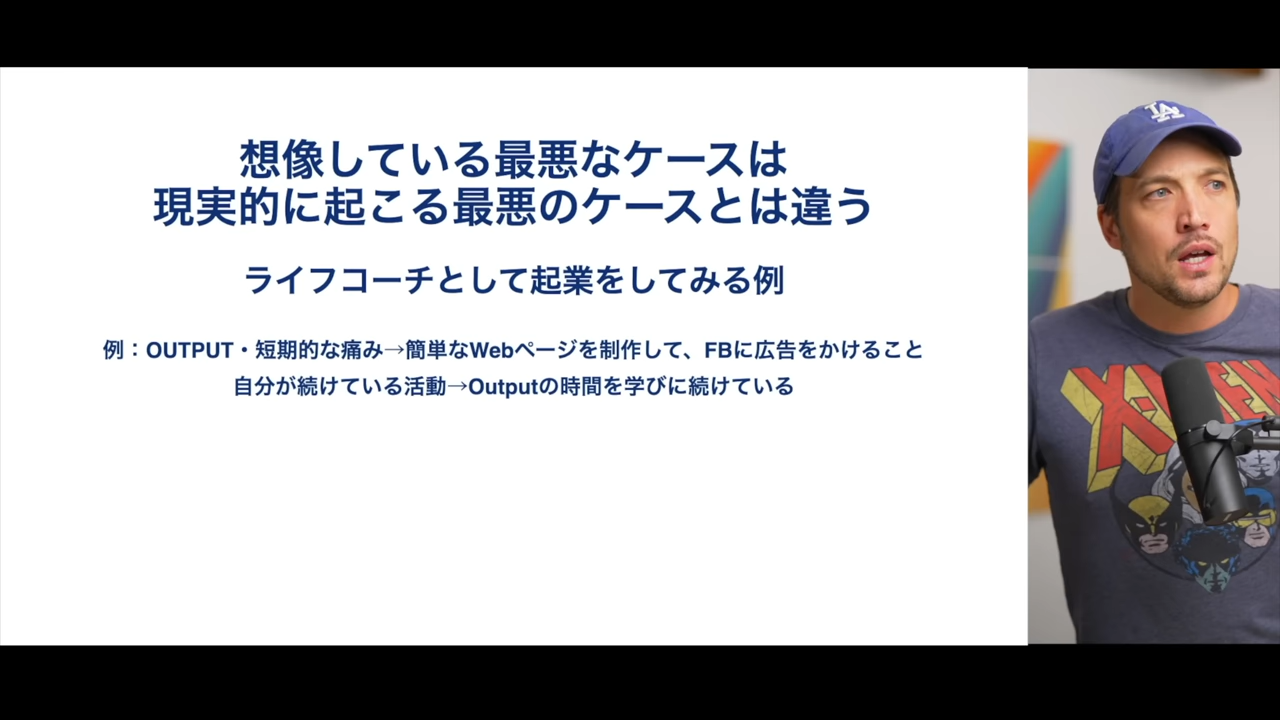 想像している最悪なケースは
現実的に起こる最悪のケースとは違う
ライフコーチとして起業をしてみる例
例：OUTPUT・短期的な痛み→簡単なWebページを制作して、FBに広告をかけること
自分が続けている活動→Outputの時間を学びに続けている
LA
X-MEN